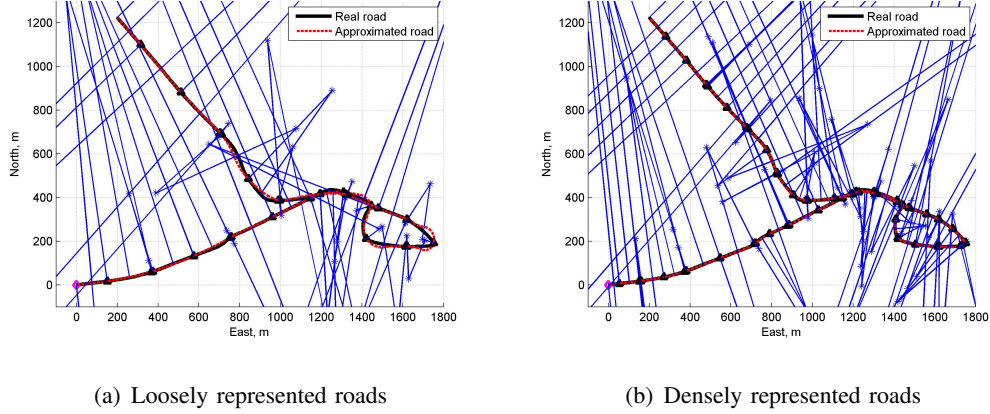 Real road
Approximated road
1200
1000
800
600
400
200
0
North, m
0 200 400 600 800 1000 1200 1400 1600 1800
East, m
(a) Loosely represented roads
Real road
Approximated road
1200
1000
800
600
400
200
0
North, m
0 200 400 600 800 1000 1200 1400 1600 1800
East, m
(b) Densely represented roads